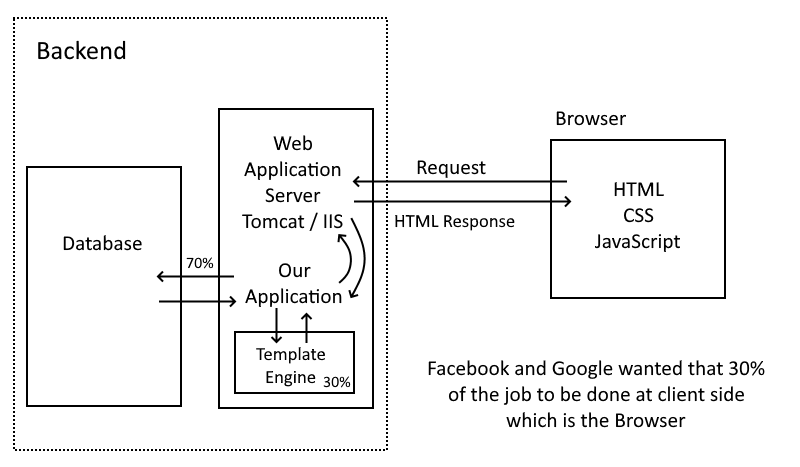 Backend
Web
Application
Server
Tomcat / IIS
Database
70%
Our
Application
Template
Engine 30%
Request
HTML Response
Browser
HTML
CSS
JavaScript
Facebook and Google wanted that 30%
of the job to be done at client side
which is the Browser